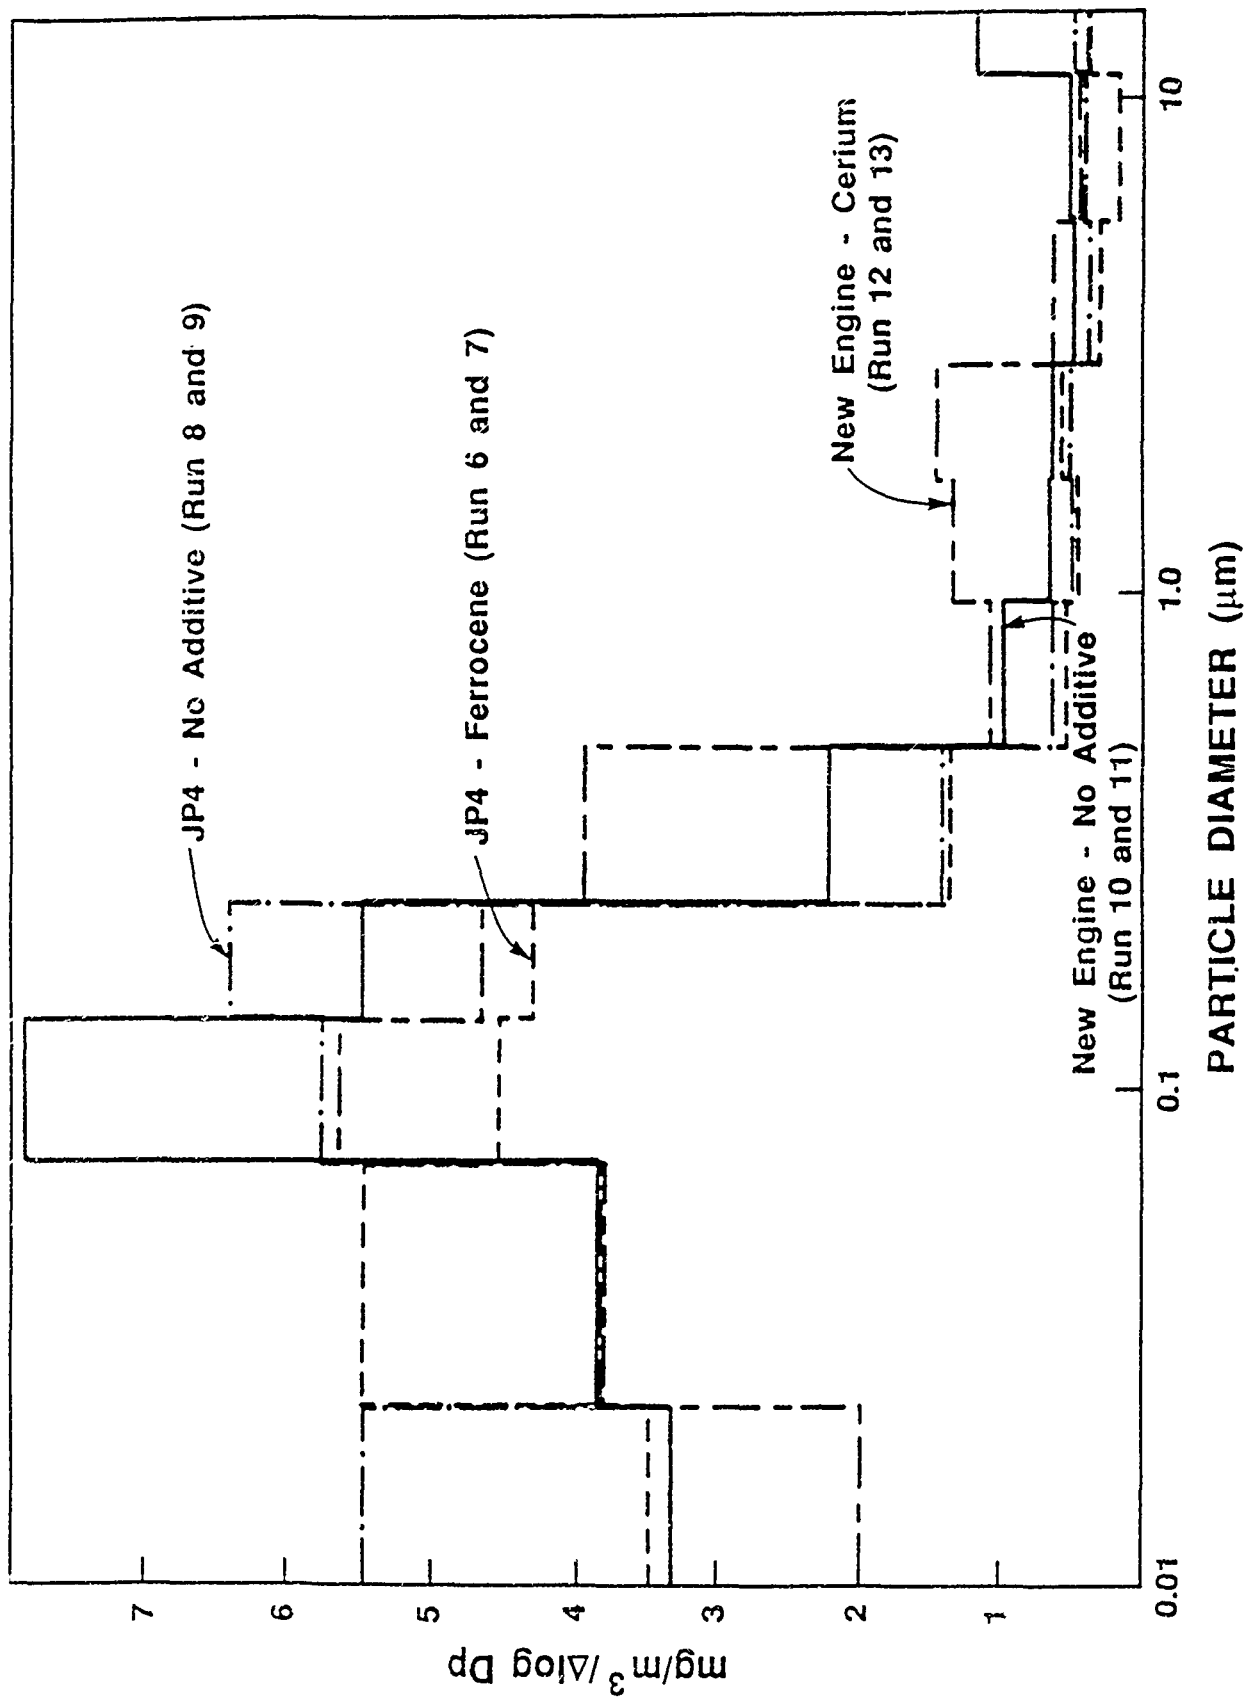 mg/m³/Δlog Dp
7
6
5
4
3
2
1
JP4 - No Additive (Run 8 and 9)
JP4 - Ferrocene (Run 6 and 7)
New Engine - Cerium
(Run 12 and 13)
New Engine - No Additive
(Run 10 and 11)
0.01
0.1
1.0
10
PARTICLE DIAMETER (μm)